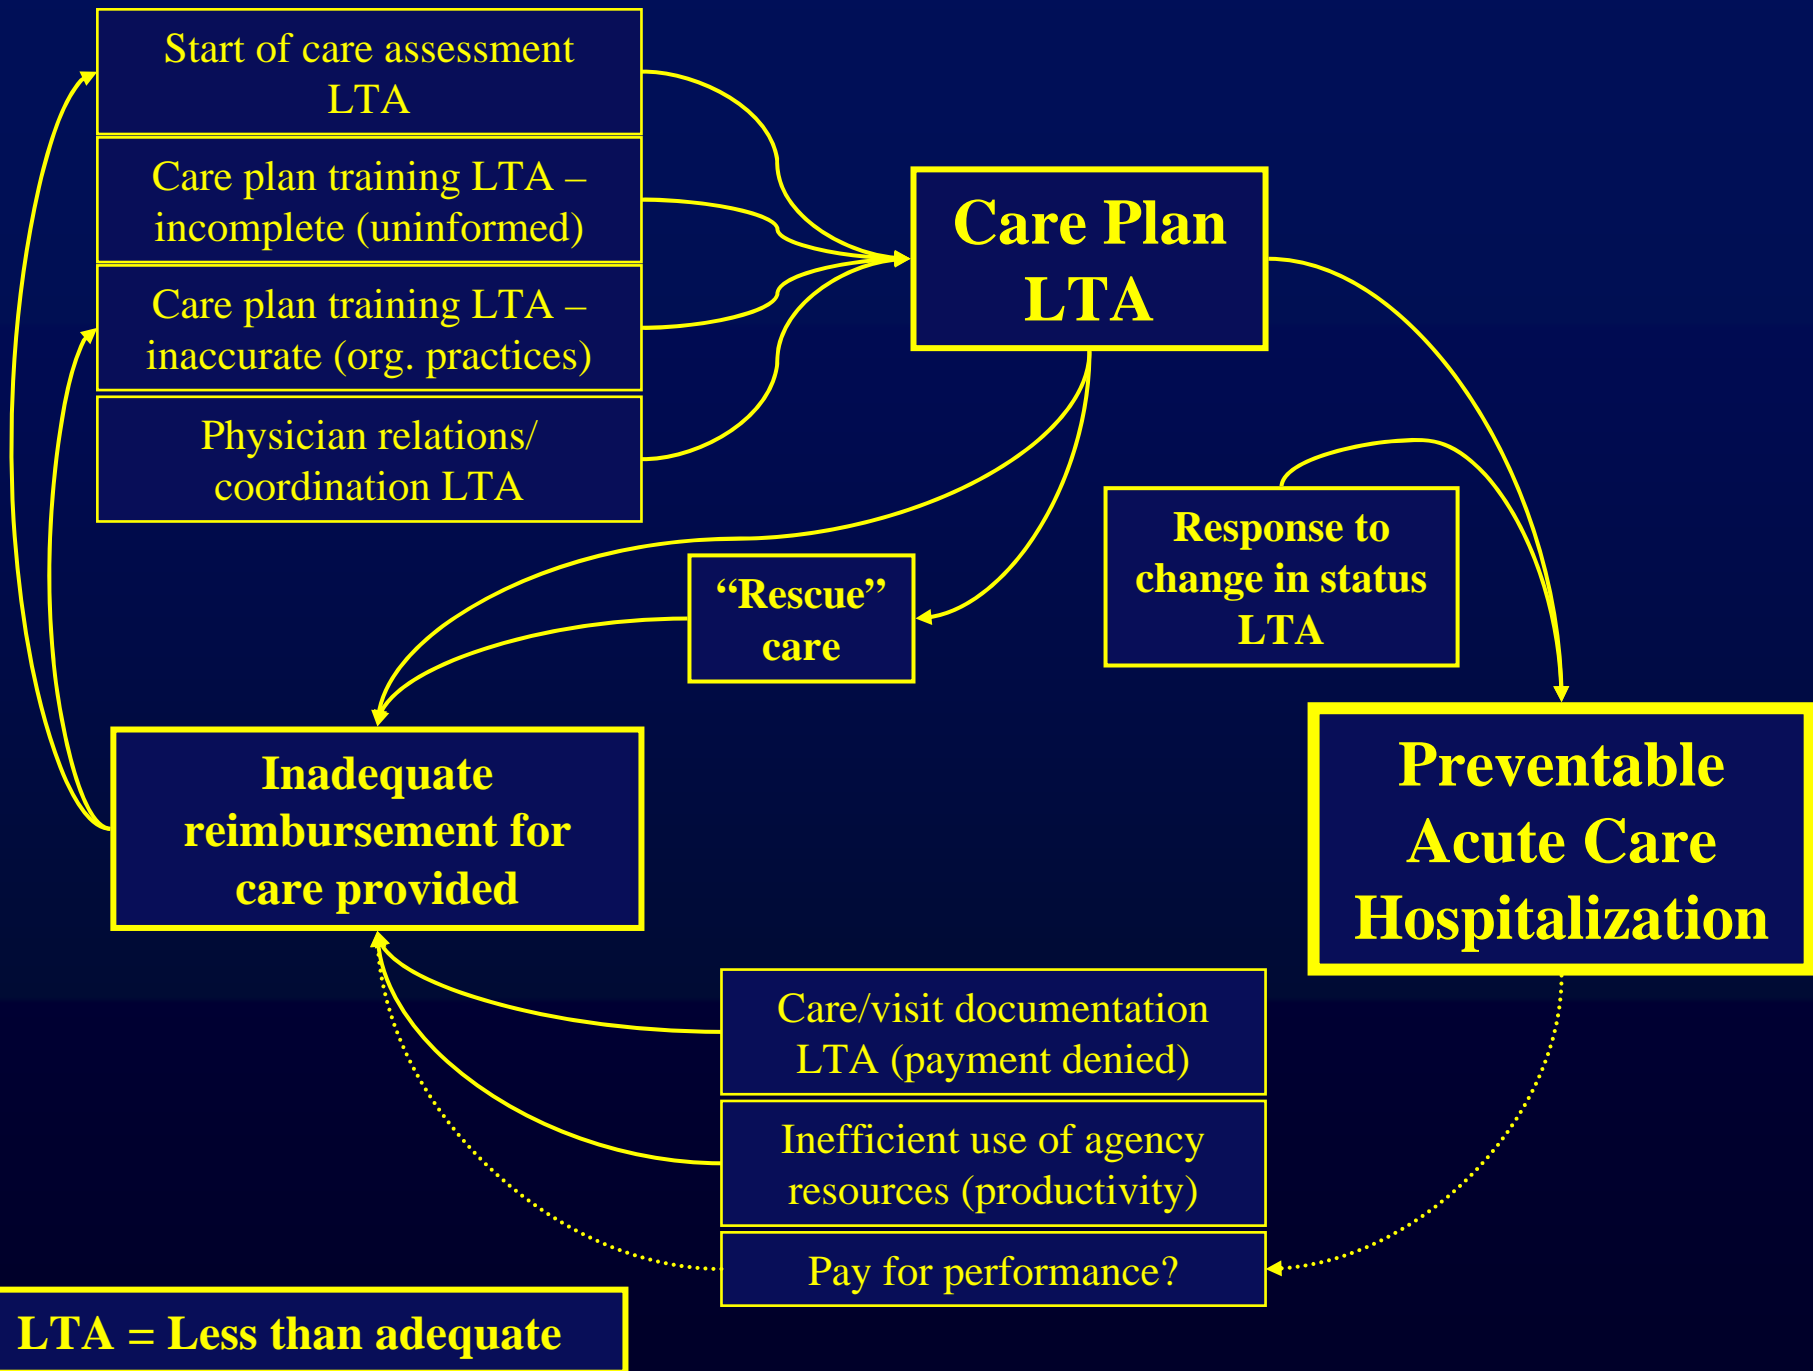 Start of care assessment
LTA
Care plan training LTA –
incomplete (uninformed)
Care plan training LTA –
inaccurate (org. practices)
Physician relations/
coordination LTA
Care Plan
LTA
Response to
change in status
LTA
“Rescue”
care
Inadequate
reimbursement for
care provided
Preventable
Acute Care
Hospitalization
Care/visit documentation
LTA (payment denied)
Inefficient use of agency
resources (productivity)
Pay for performance?
LTA = Less than adequate